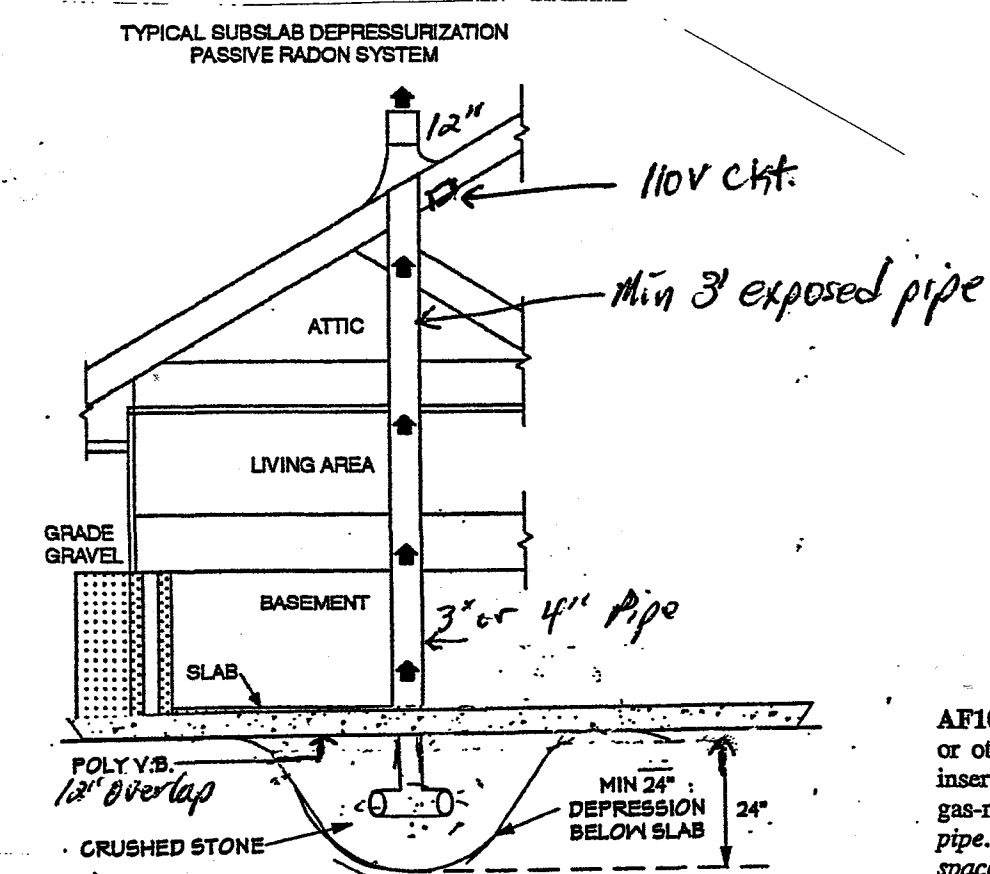 TYPICAL SUBSLAB DEPRESSURIZATION
PASSIVE RADON SYSTEM
12"
110V Ckt.
Min 3' exposed pipe
ATTIC
LIVING AREA
GRADE
GRAVEL
BASEMENT
3" or 4" Pipe
SLAB
POLY V.B.
12" Overlap
MIN 24"
DEPRESSION
BELOW SLAB
24"
CRUSHED STONE
AF10
or ot
inser
gas-r
pipe.
space